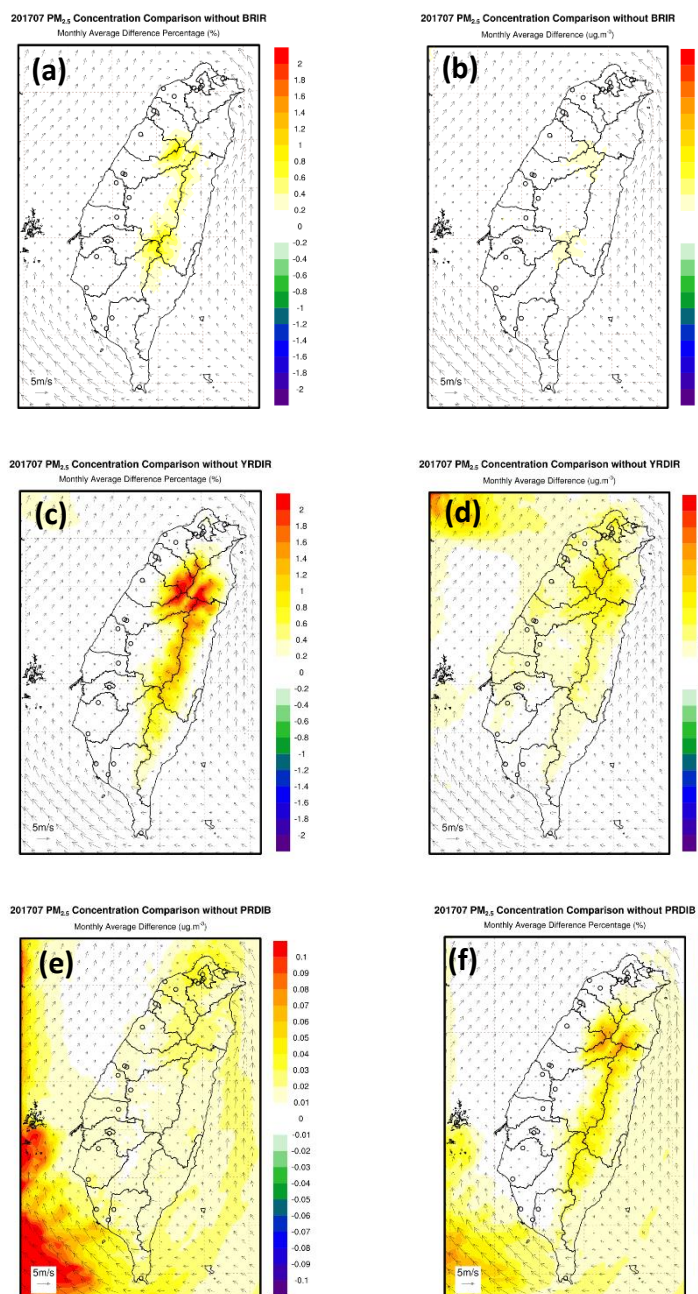 201707 PM2.5 Concentration Comparison without BRIR
Monthly Average Difference Percentage (%)
(a)
2
1.8
1.6
1.4
1.2
1
0.8
0.6
0.4
0.2
0
-0.2
-0.4
-0.6
-0.8
-1
-1.2
-1.4
-1.6
-1.8
-2
5m/s
201707 PM2.5 Concentration Comparison without BRIR
Monthly Average Difference (ug.m-3)
(b)
5m/s
201707 PM2.5 Concentration Comparison without YRDIR
Monthly Average Difference Percentage (%)
(c)
2
1.8
1.6
1.4
1.2
1
0.8
0.6
0.4
0.2
0
-0.2
-0.4
-0.6
-0.8
-1
-1.2
-1.4
-1.6
-1.8
-2
5m/s
201707 PM2.5 Concentration Comparison without YRDIR
Monthly Average Difference (ug.m-3)
(d)
5m/s
201707 PM2.5 Concentration Comparison without PRDIB
Monthly Average Difference (ug.m-3)
(e)
0.1
0.09
0.08
0.07
0.06
0.05
0.04
0.03
0.02
0.01
0
-0.01
-0.02
-0.03
-0.04
-0.05
-0.06
-0.07
-0.08
-0.09
-0.1
5m/s
201707 PM2.5 Concentration Comparison without PRDIB
Monthly Average Difference Percentage (%)
(f)
5m/s